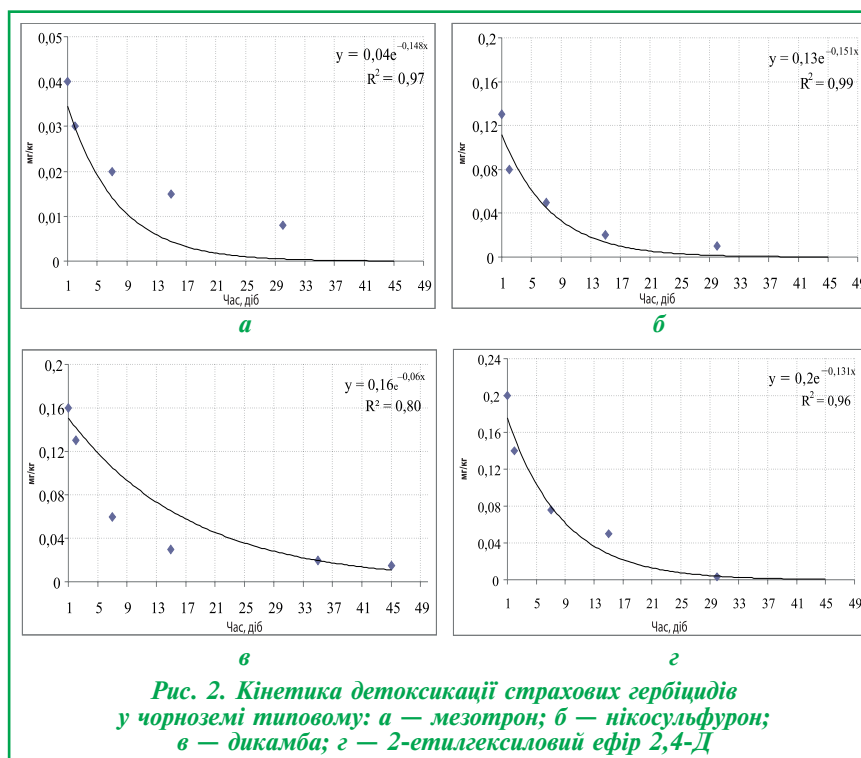 0,05
0,04
0,03
0,02
0,01
0
мг/кг
y = 0,04e^–0,148x
R² = 0,97
1 5 9 13 17 21 25 29 33 37 41 45 49
Час, діб
а
0,2
0,16
0,12
0,08
0,04
0
мг/кг
y = 0,13e^–0,151x
R² = 0,99
1 5 9 13 17 21 25 29 33 37 41 45 49
Час, діб
б
0,2
0,16
0,12
0,08
0,04
0
мг/кг
y = 0,16e^–0,06x
R² = 0,80
1 5 9 13 17 21 25 29 33 37 41 45 49
Час, діб
в
0,24
0,2
0,16
0,12
0,08
0,04
0
мг/кг
y = 0,2e^–0,131x
R² = 0,96
1 5 9 13 17 21 25 29 33 37 41 45 49
Час, діб
г
Рис. 2. Кінетика детоксикації страхових гербіцидів
у чорноземі типовому: а — мезотрон; б — нікосульфурон;
в — дикамба; г — 2-етилгексиловий ефір 2,4-Д